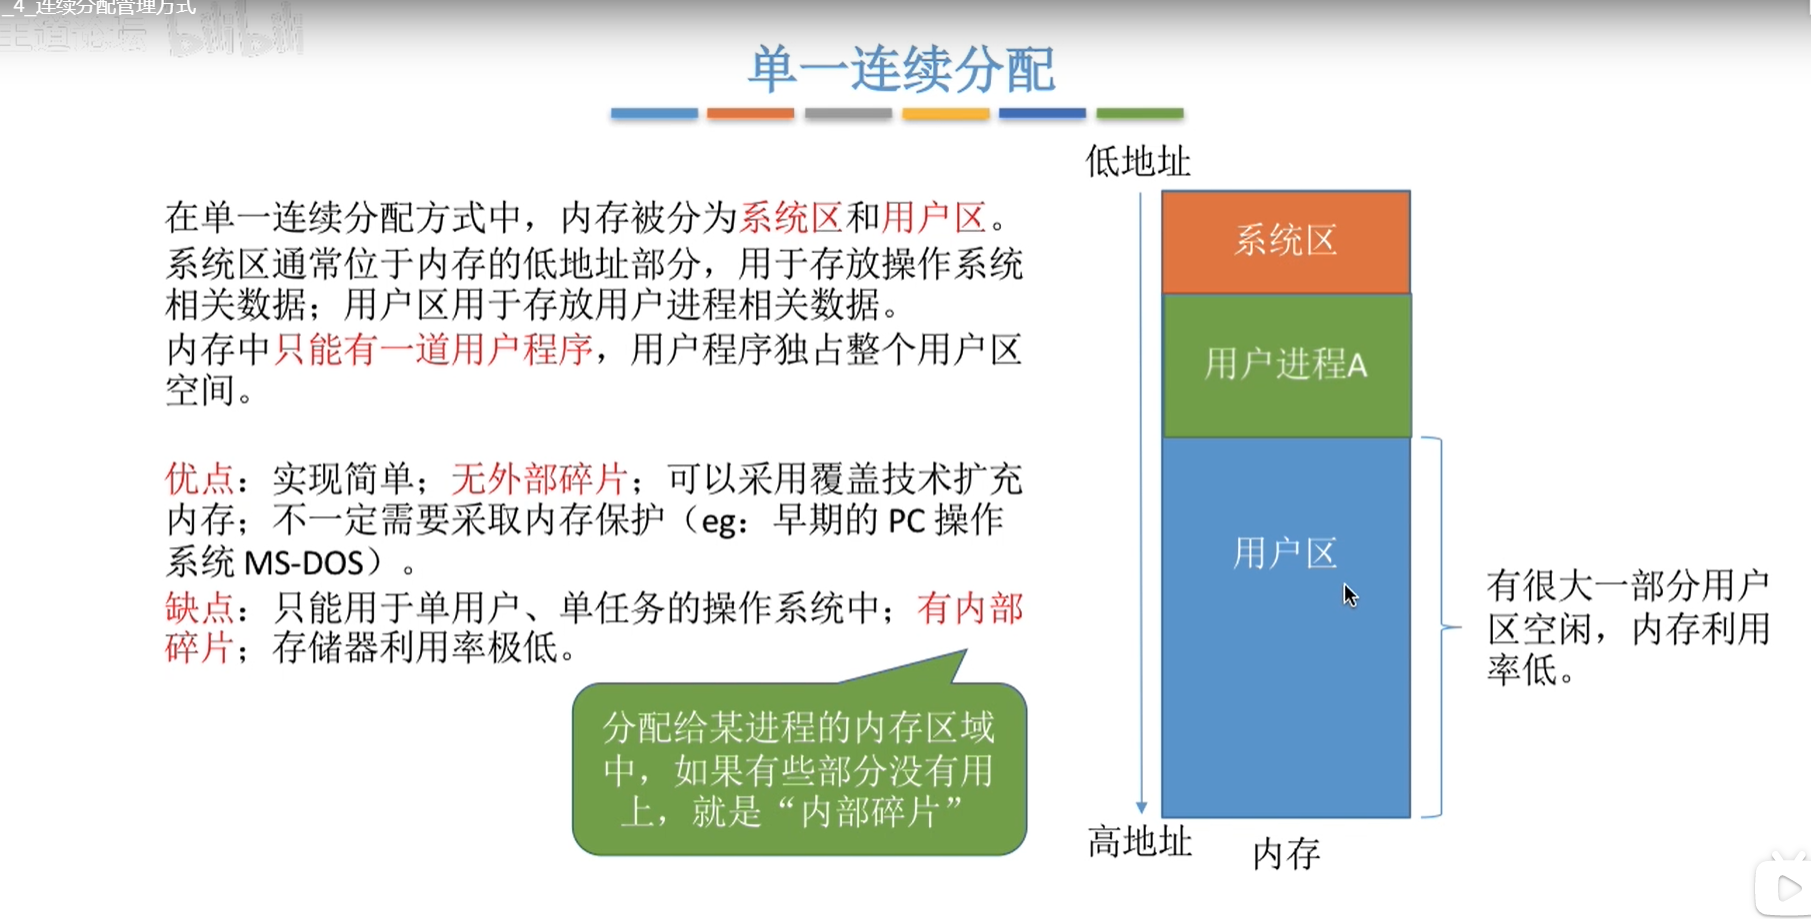 _4_连续分配管理方式
王道论坛 bilibili
单一连续分配
在单一连续分配方式中，内存被分为系统区和用户区。
系统区通常位于内存的低地址部分，用于存放操作系统
相关数据；用户区用于存放用户进程相关数据。
内存中只能有一道用户程序，用户程序独占整个用户区
空间。
优点：实现简单；无外部碎片；可以采用覆盖技术扩充
内存；不一定需要采取内存保护（eg：早期的 PC 操作
系统 MS-DOS）。
缺点：只能用于单用户、单任务的操作系统中；有内部
碎片；存储器利用率极低。
分配给某进程的内存区域
中，如果有些部分没有用
上，就是“内部碎片”
低地址
系统区
用户进程A
用户区
高地址
内存
有很大一部分用户
区空闲，内存利用
率低。